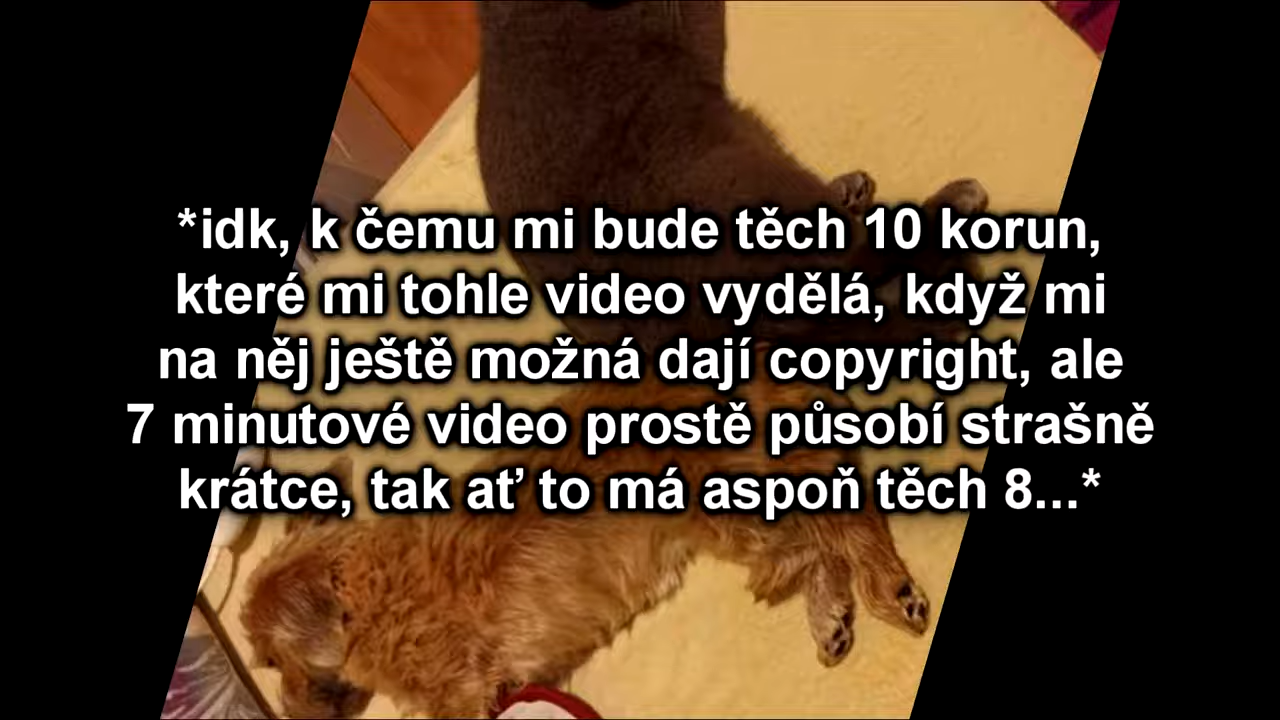 *idk, k čemu mi bude těch 10 korun,
které mi tohle video vydělá, když mi
na něj ještě možná dají copyright, ale
7 minutové video prostě působí strašně
krátce, tak ať to má aspoň těch 8...*